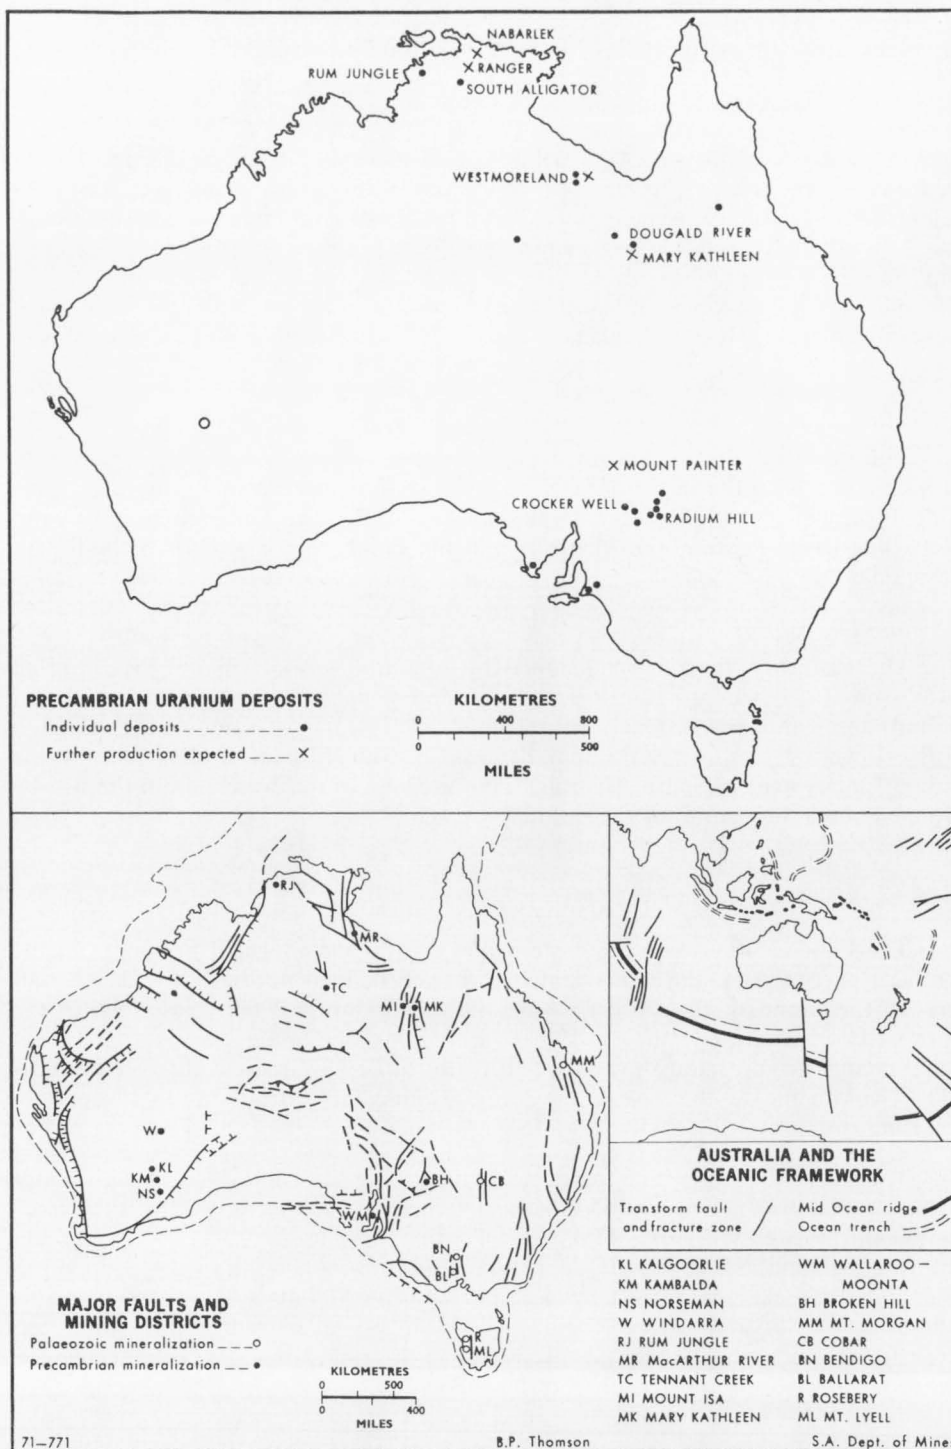 NABARLEK
RANGER
RUM JUNGLE
SOUTH ALLIGATOR
WESTMORELAND
DOUGALD RIVER
MARY KATHLEEN
MOUNT PAINTER
CROCKER WELL
RADIUM HILL
PRECAMBRIAN URANIUM DEPOSITS
Individual deposits
Further production expected
KILOMETRES
0 400 800
0 500
MILES
RJ
MR
TC
MI MK
MM
W
KL
KM
NS
BH
CB
WM
BN
BL
R
ML
MAJOR FAULTS AND
MINING DISTRICTS
Palaeozoic mineralization
Precambrian mineralization
KILOMETRES
0 500
0 400
MILES
AUSTRALIA AND THE
OCEANIC FRAMEWORK
Transform fault
and fracture zone
Mid Ocean ridge
Ocean trench
KL KALGOORLIE
KM KAMBALDA
NS NORSEMAN
W WINDARRA
RJ RUM JUNGLE
MR MacARTHUR RIVER
TC TENNANT CREEK
MI MOUNT ISA
MK MARY KATHLEEN
WM WALLAROO —
MOONTA
BH BROKEN HILL
MM MT. MORGAN
CB COBAR
BN BENDIGO
BL BALLARAT
R ROSEBERY
ML MT. LYELL
71-771
B.P. Thomson
S.A. Dept. of Mine